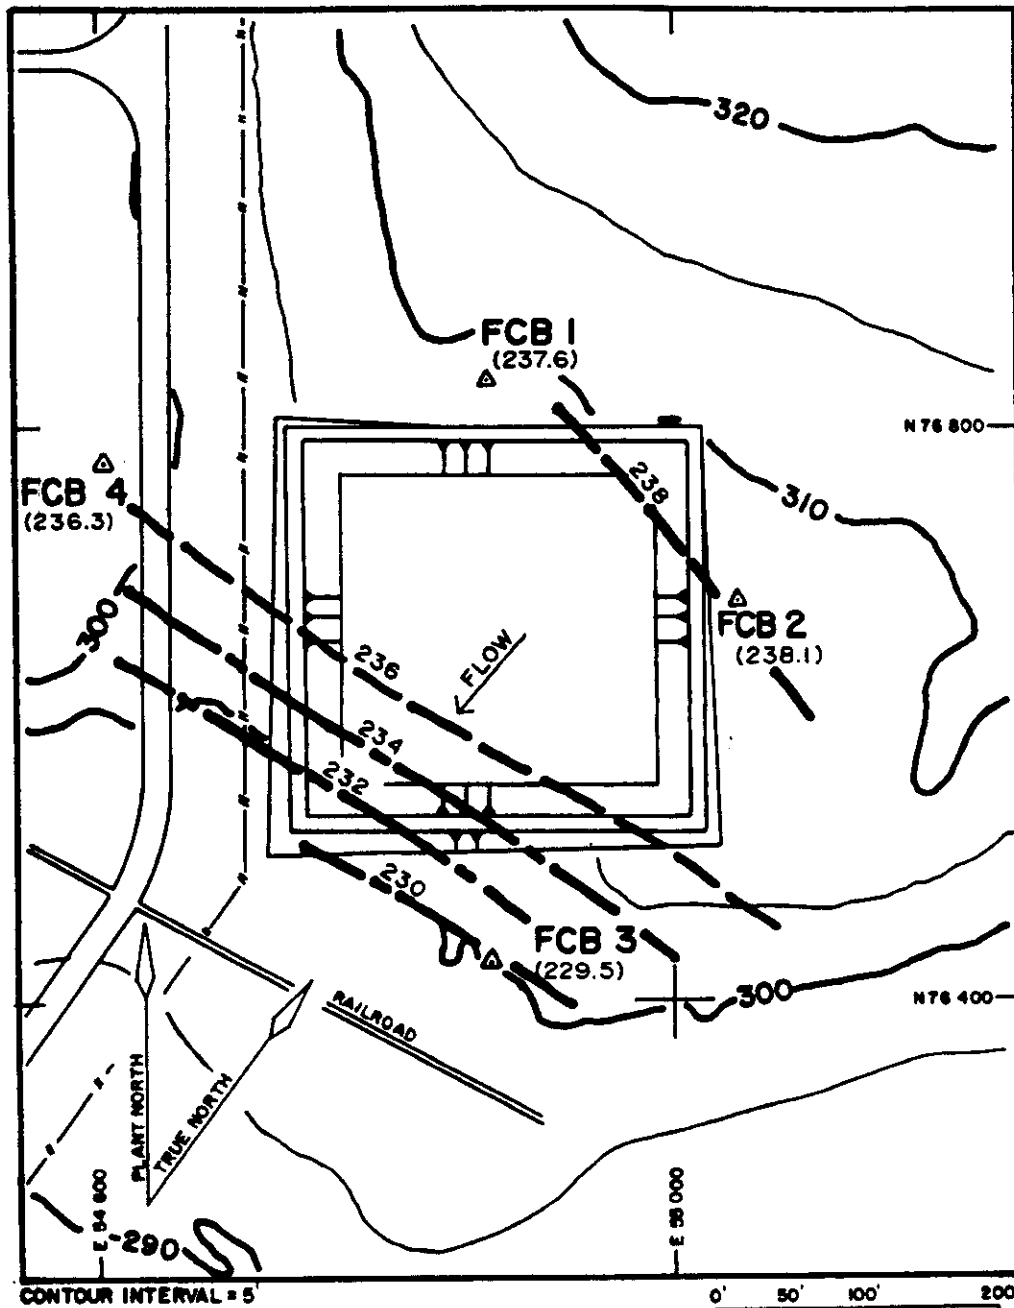 320
FCB 1
(237.6)
N 76 800
238
310
FCB 4
(236.3)
300
FCB 2
(238.1)
FLOW
236
234
232
230
FCB 3
(229.5)
300
N 76 400
RAILROAD
PLANT NORTH
TRUE NORTH
E 54 600
E 55 000
290
CONTOUR INTERVAL = 5'
0' 50' 100' 200